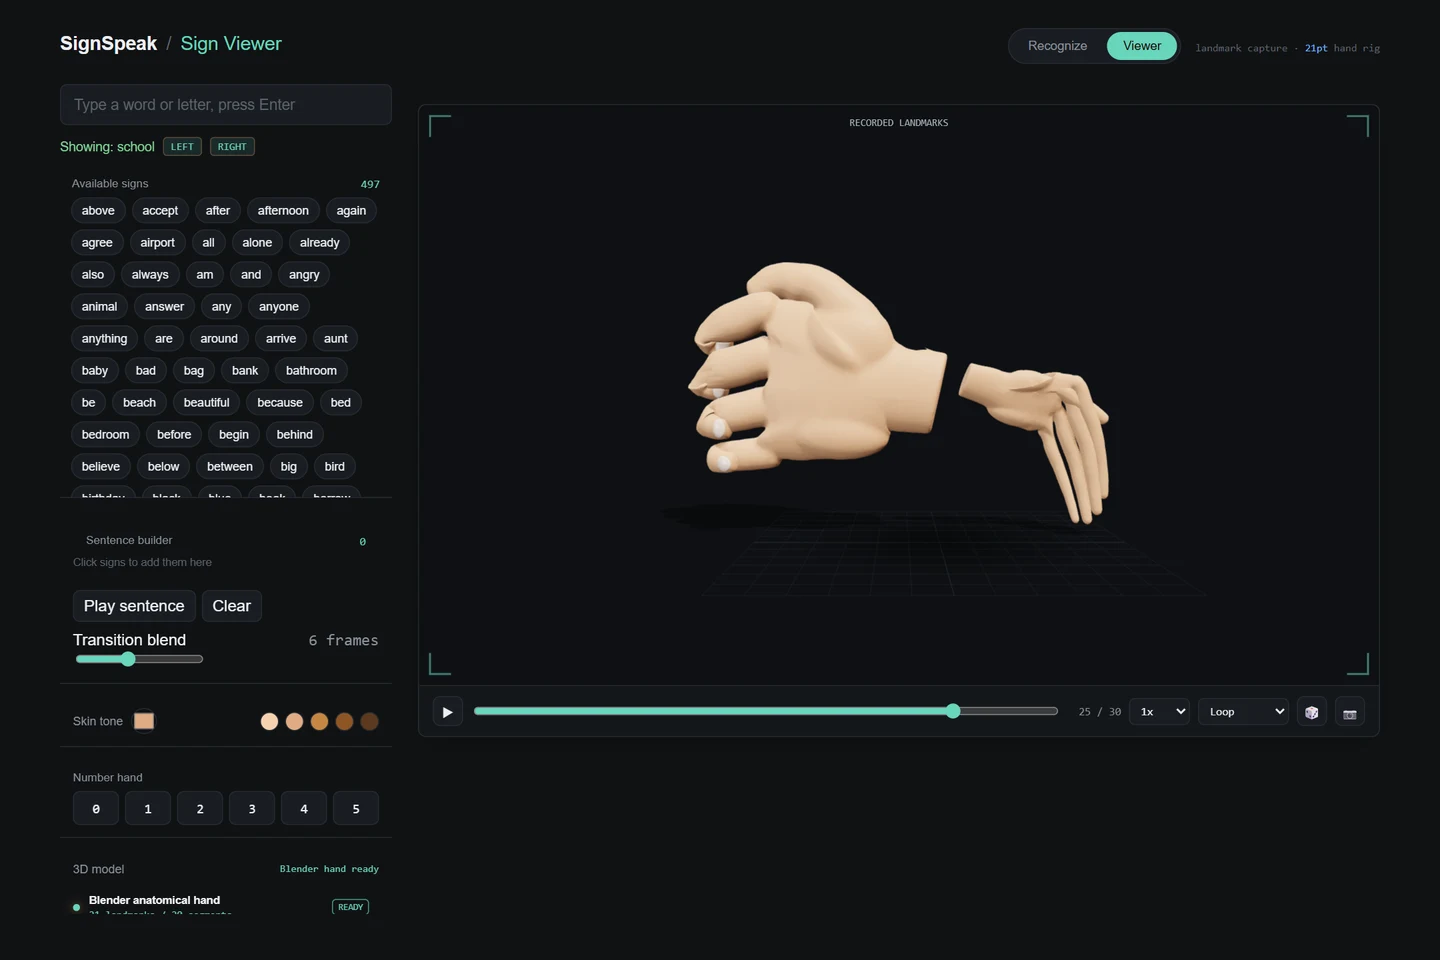 SignSpeak / Sign Viewer
Recognize Viewer landmark capture · 21pt hand rig
Type a word or letter, press Enter
Showing: school LEFT RIGHT
Available signs 497
above accept after afternoon again
agree airport all alone already
also always am and angry
animal answer any anyone
anything are around arrive aunt
baby bad bag bank bathroom
be beach beautiful because bed
bedroom before begin behind
believe below between big bird
birthday black blue book borrow
Sentence builder 0
Click signs to add them here
Play sentence Clear
Transition blend 6 frames
Skin tone
Number hand
0 1 2 3 4 5
3D model Blender hand ready
Blender anatomical hand READY
RECORDED LANDMARKS
25 / 30 1x Loop